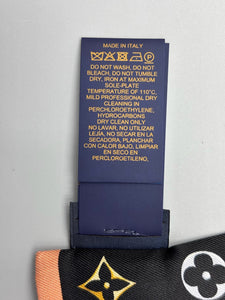 MADE IN ITALY
DO NOT WASH, DO NOT
BLEACH, DO NOT TUMBLE
DRY, IRON AT MAXIMUM
SOLE-PLATE
TEMPERATURE OF 110°C,
MILD PROFESSIONAL DRY
CLEANING IN
PERCHLOROETHYLENE,
HYDROCARBONS
DRY CLEAN ONLY
NO LAVAR, NO UTILIZAR
LEJÍA, NO USAR LA
SECADORA, PLANCHAR
CON CALOR BAJO, LIMPIAR
EN SECO EN
PERCLOROETILENO,